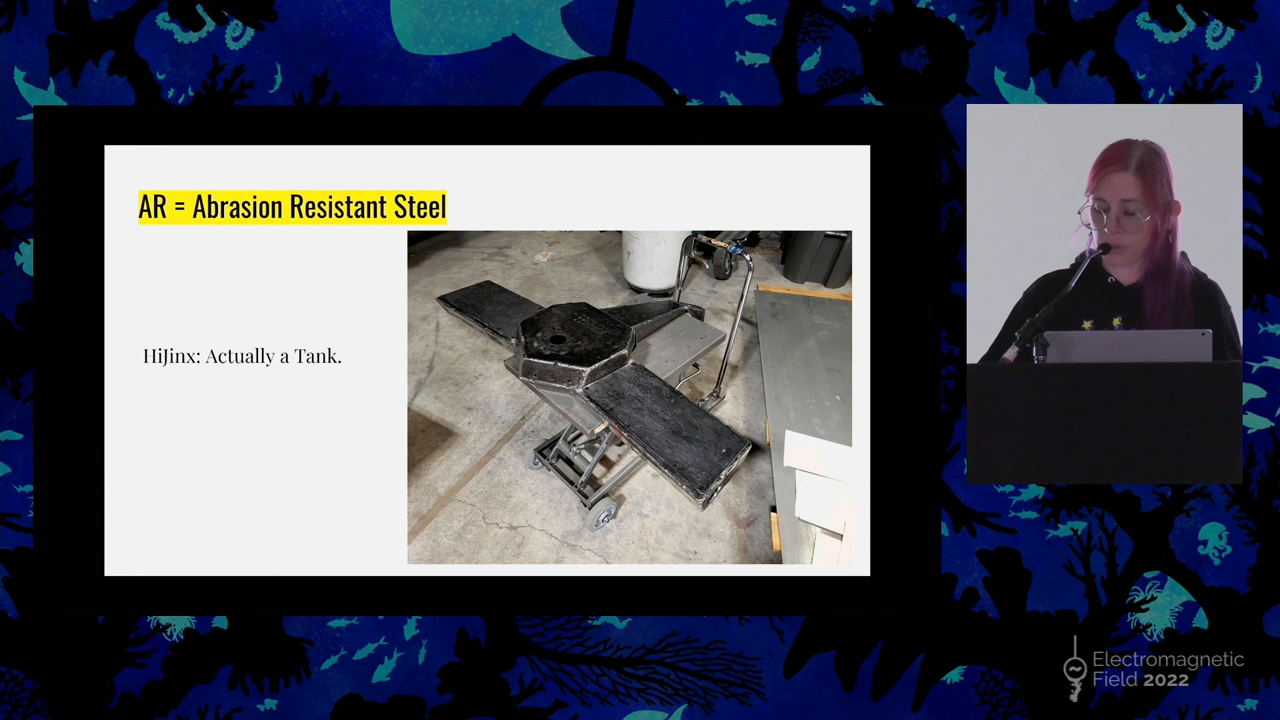 AR = Abrasion Resistant Steel
HiJinx: Actually a Tank.
Electromagnetic
Field 2022